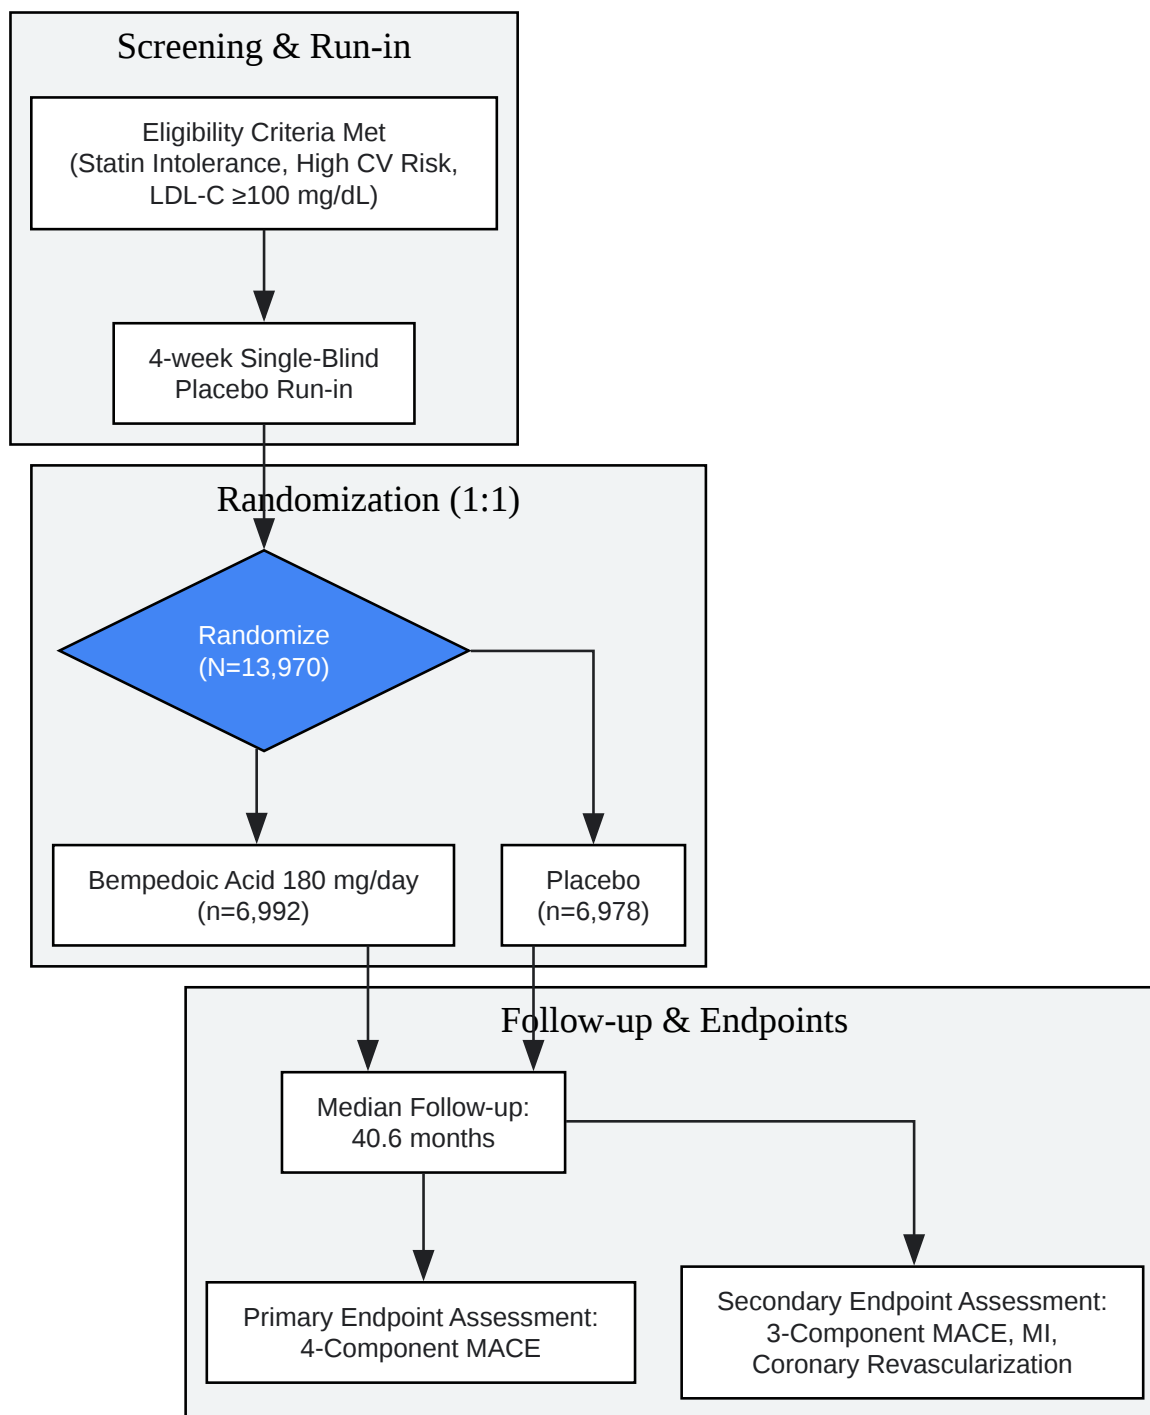 Screening & Run-in
Eligibility Criteria Met
(Statin Intolerance, High CV Risk,
LDL-C ≥100 mg/dL)
4-week Single-Blind
Placebo Run-in
Randomization (1:1)
Randomize
(N=13,970)
Bempedoic Acid 180 mg/day
(n=6,992)
Placebo
(n=6,978)
Follow-up & Endpoints
Median Follow-up:
40.6 months
Primary Endpoint Assessment:
4-Component MACE
Secondary Endpoint Assessment:
3-Component MACE, MI,
Coronary Revascularization